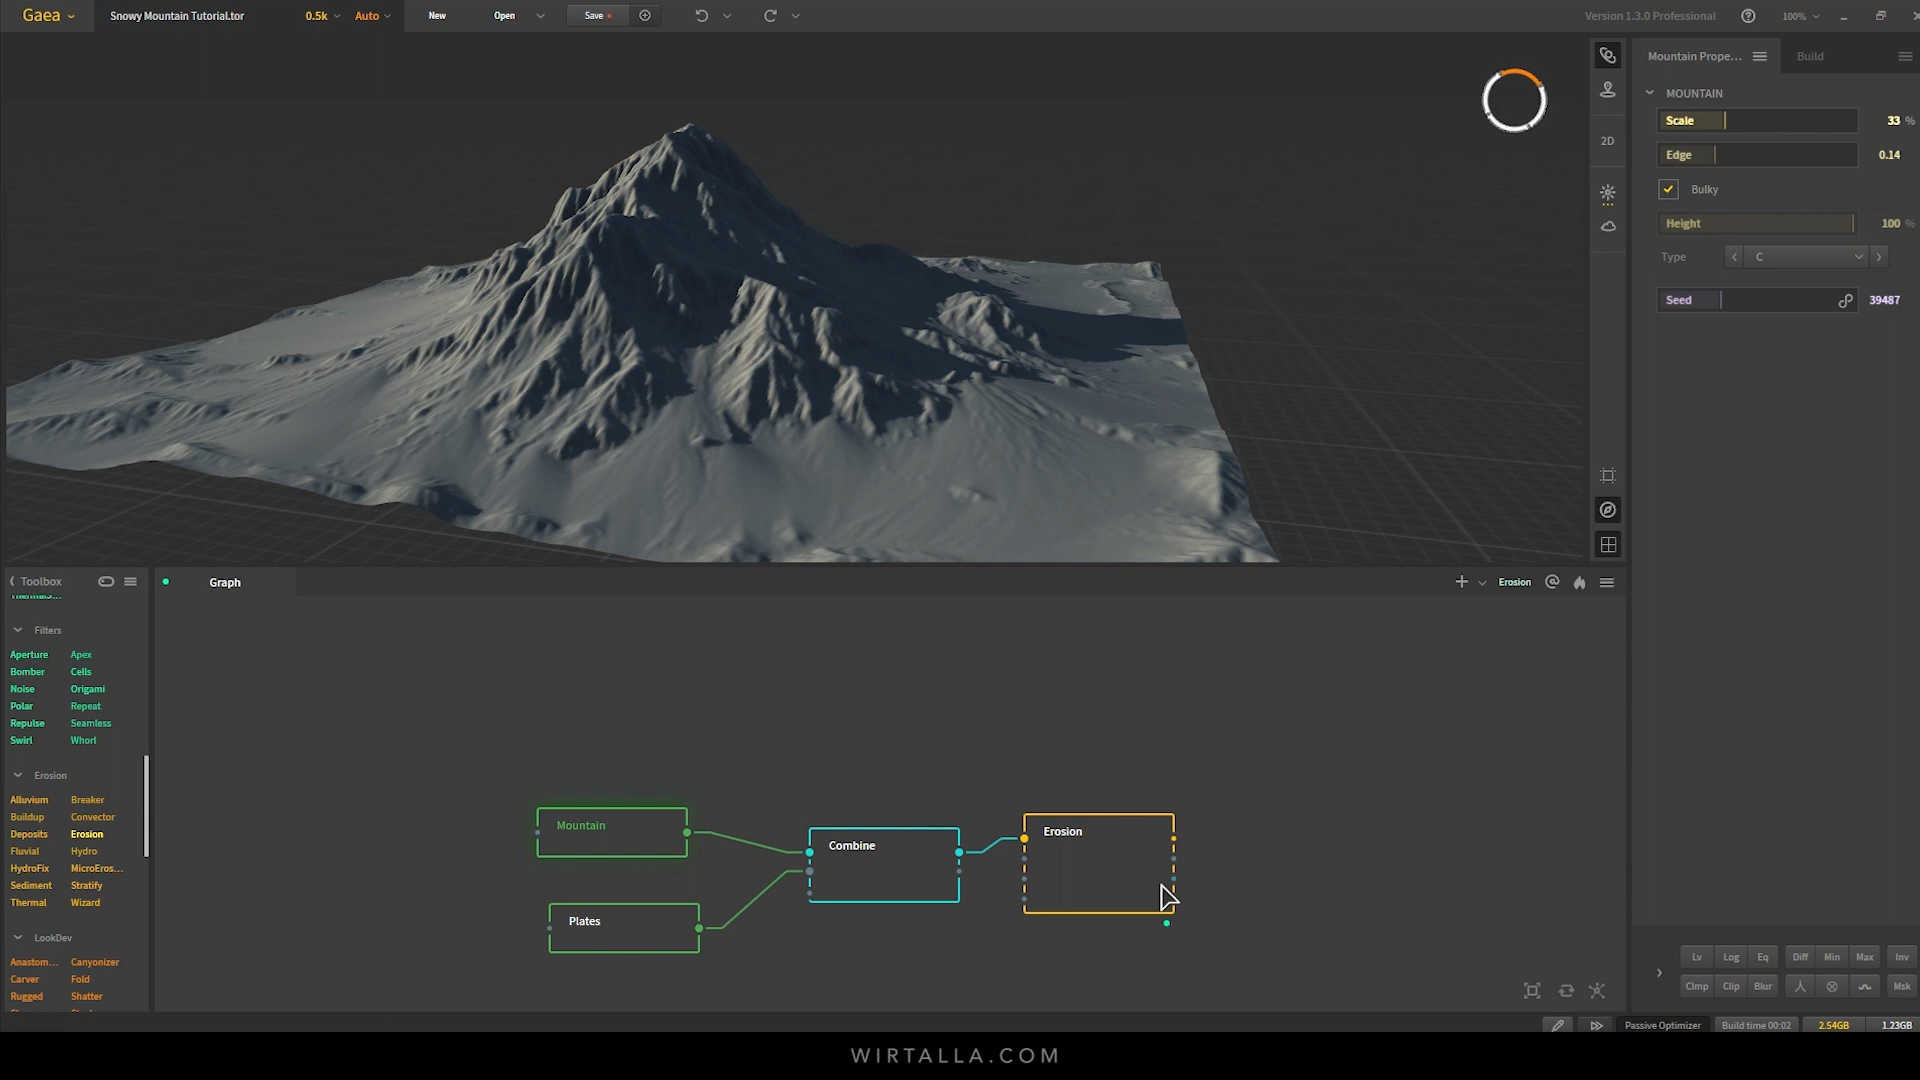 Gaea
Snowy Mountain Tutorial.tor
0.5k
Auto
New
Open
Save
Version 1.3.0 Professional
100%
Mountain Prope...
Build
MOUNTAIN
Scale 33 %
Edge 0.14
Bulky
Height 100 %
Type C
Seed 39487
2D
Toolbox
Graph
Erosion
Filters
Aperture Apex
Bomber Cells
Noise Origami
Polar Repeat
Repulse Seamless
Swirl Whorl
Erosion
Alluvium Breaker
Buildup Convector
Deposits Erosion
Fluvial Hydro
HydroFix MicroEros...
Sediment Stratify
Thermal Wizard
LookDev
Anastom... Canyonizer
Carver Fold
Rugged Shatter
Mountain
Plates
Combine
Erosion
Lv Log Eq Diff Min Max Inv
Clmp Clip Blur Msk
Passive Optimizer
Build time 00:02
2.54GB
1.23GB
WIRTALLA.COM